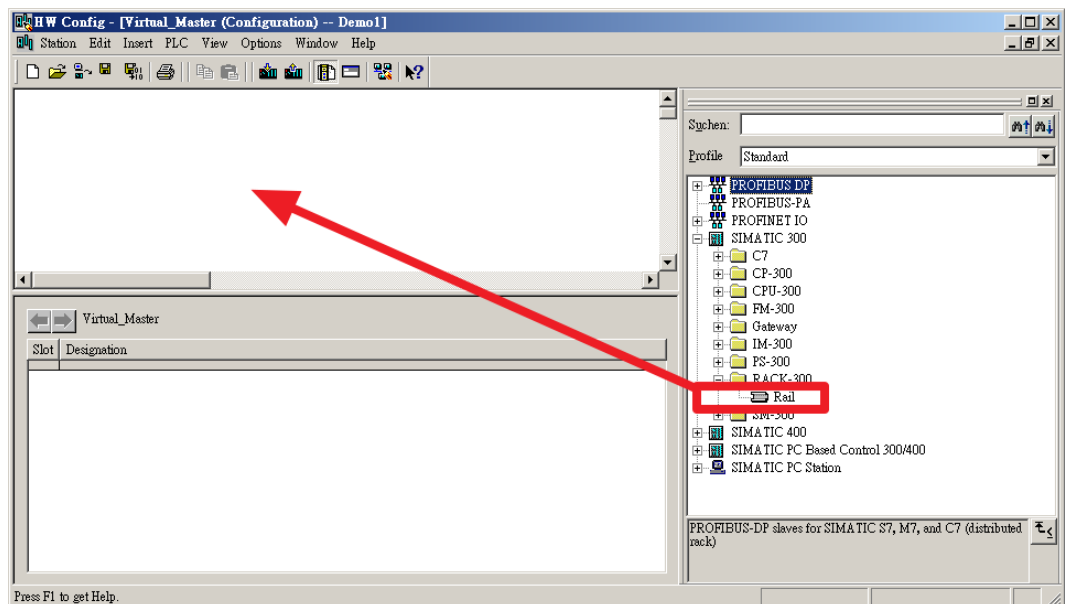 HW Config - [Virtual_Master (Configuration) -- Demo1]
Station Edit Insert PLC View Options Window Help
Suchen:
Profile Standard
PROFIBUS DP
PROFIBUS-PA
PROFINET IO
SIMATIC 300
C7
CP-300
CPU-300
FM-300
Gateway
IM-300
PS-300
RACK-300
Rail
SM-300
SIMATIC 400
SIMATIC PC Based Control 300/400
SIMATIC PC Station
PROFIBUS-DP slaves for SIMATIC S7, M7, and C7 (distributed
rack)
Virtual_Master
Slot Designation
Press F1 to get Help.